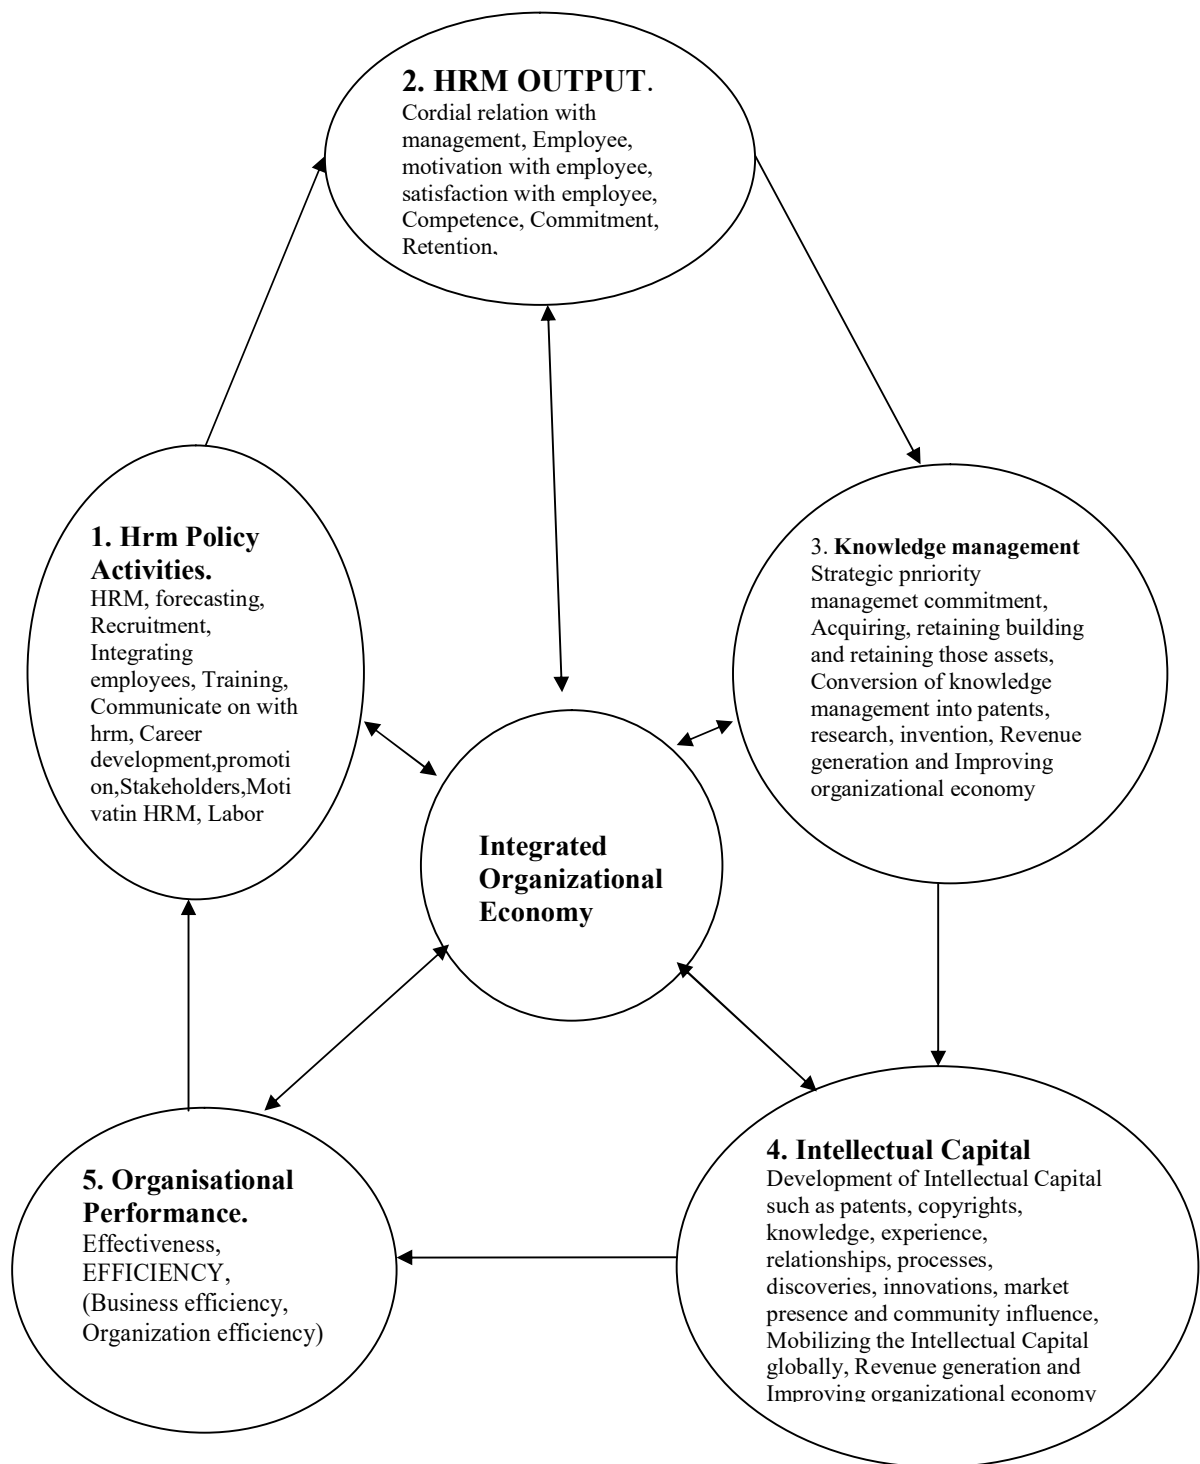 2. HRM OUTPUT.
Cordial relation with
management, Employee,
motivation with employee,
satisfaction with employee,
Competence, Commitment,
Retention,
1. Hrm Policy
Activities.
HRM, forecasting,
Recruitment,
Integrating
employees, Training,
Communicate on with
hrm, Career
development,promoti
on,Stakeholders,Moti
vatin HRM, Labor
3. Knowledge management
Strategic pnriority
managemet commitment,
Acquiring, retaining building
and retaining those assets,
Conversion of knowledge
management into patents,
research, invention, Revenue
generation and Improving
organizational economy
Integrated
Organizational
Economy
5. Organisational
Performance.
Effectiveness,
EFFICIENCY,
(Business efficiency,
Organization efficiency)
4. Intellectual Capital
Development of Intellectual Capital
such as patents, copyrights,
knowledge, experience,
relationships, processes,
discoveries, innovations, market
presence and community influence,
Mobilizing the Intellectual Capital
globally, Revenue generation and
Improving organizational economy